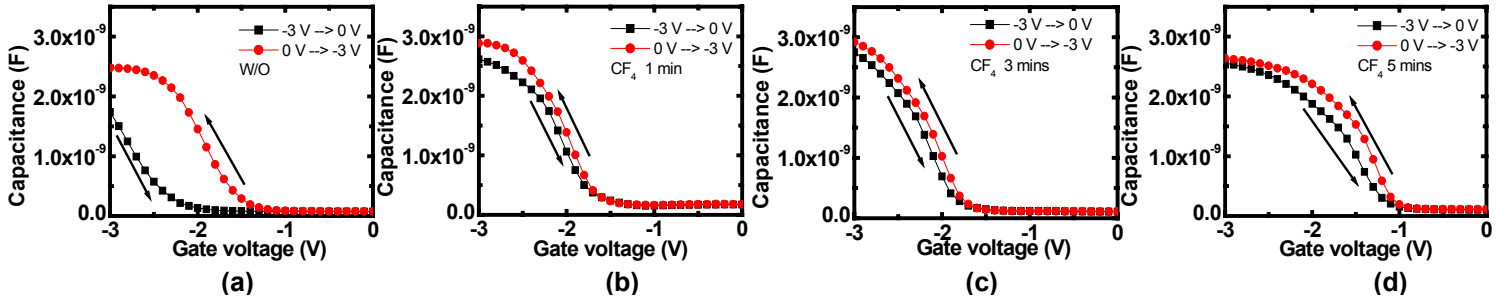 3.0x10⁻⁹
2.0x10⁻⁹
1.0x10⁻⁹
0.0
Capacitance (F)
-3 V --> 0 V
0 V --> -3 V
W/O
-3 -2 -1 0
Gate voltage (V)
(a)
3.0x10⁻⁹
2.0x10⁻⁹
1.0x10⁻⁹
0.0
Capacitance (F)
-3 V --> 0 V
0 V --> -3 V
CF₄ 1 min
-3 -2 -1 0
Gate voltage (V)
(b)
3.0x10⁻⁹
2.0x10⁻⁹
1.0x10⁻⁹
0.0
Capacitance (F)
-3 V --> 0 V
0 V --> -3 V
CF₄ 3 mins
-3 -2 -1 0
Gate voltage (V)
(c)
3.0x10⁻⁹
2.0x10⁻⁹
1.0x10⁻⁹
0.0
Capacitance (F)
-3 V --> 0 V
0 V --> -3 V
CF₄ 5 mins
-3 -2 -1 0
Gate voltage (V)
(d)